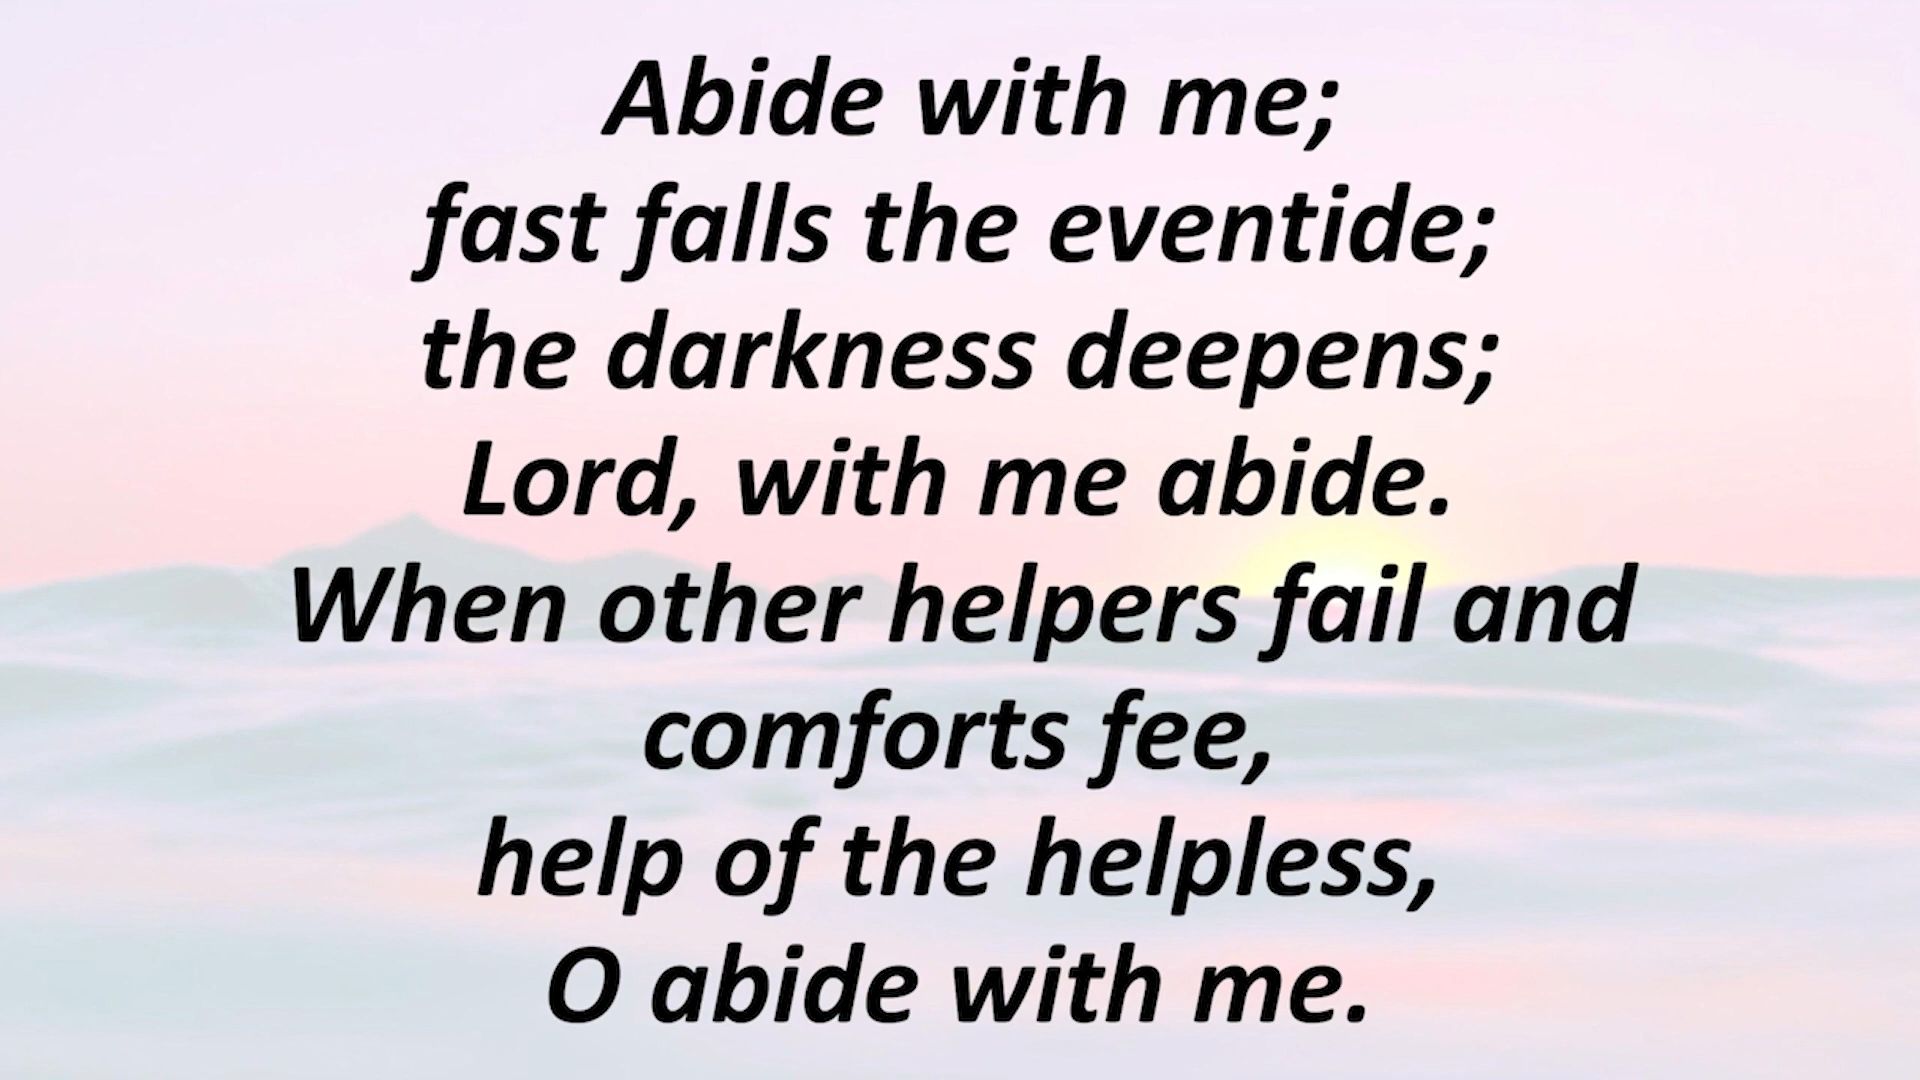 Abide with me;
fast falls the eventide;
the darkness deepens;
Lord, with me abide.
When other helpers fail and
comforts fee,
help of the helpless,
O abide with me.